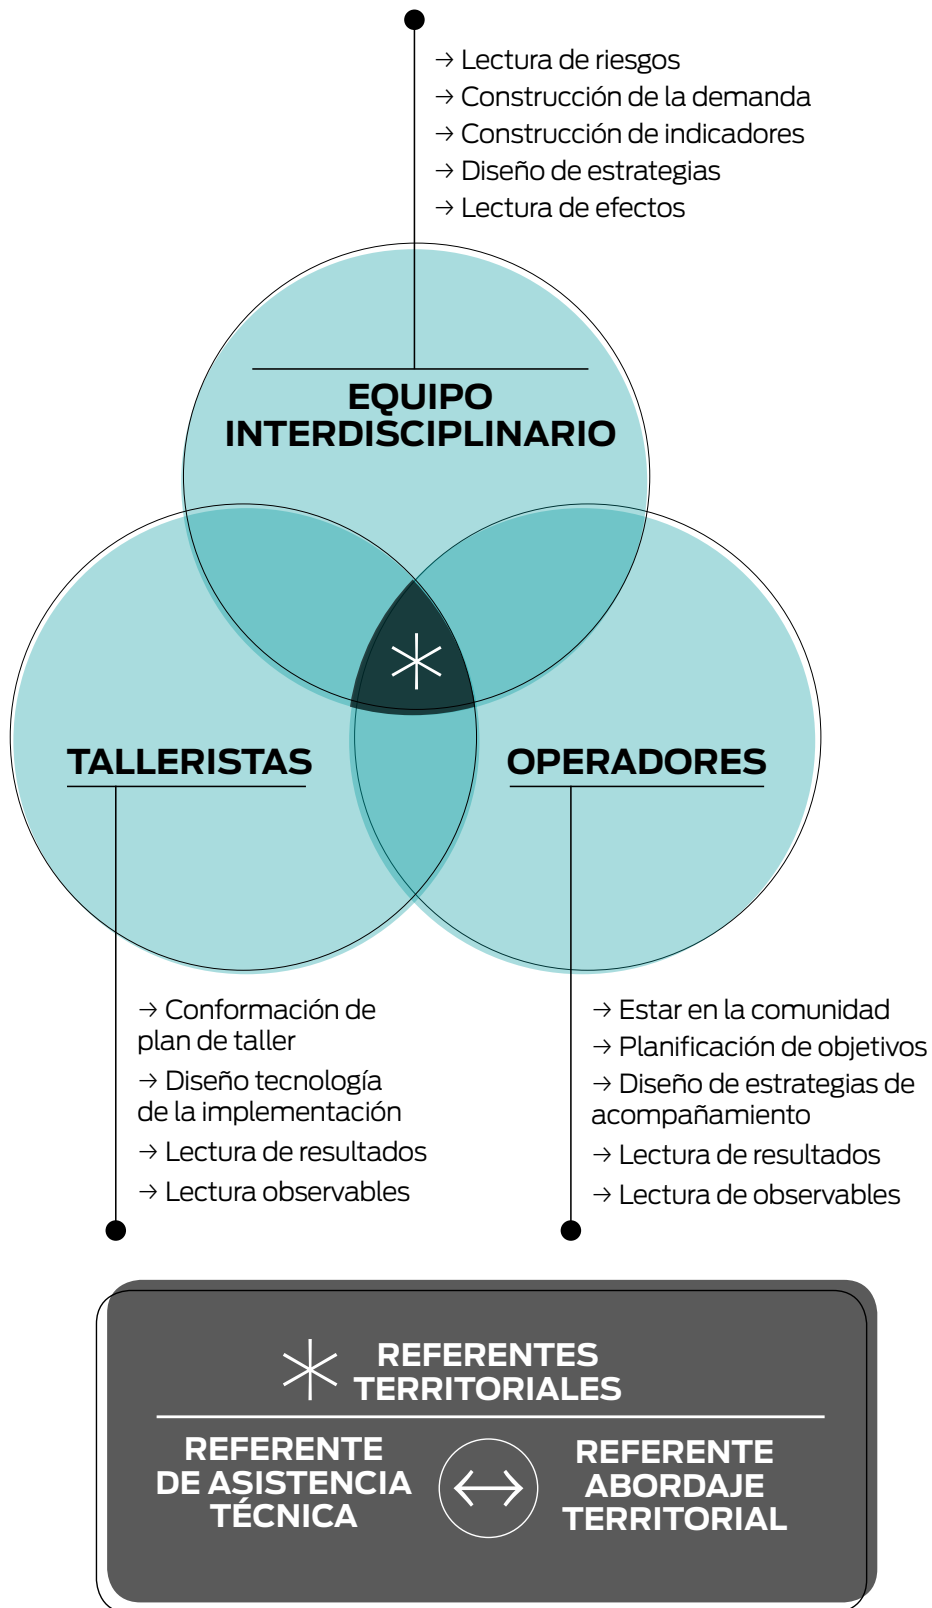 → Lectura de riesgos
→ Construcción de la demanda
→ Construcción de indicadores
→ Diseño de estrategias
→ Lectura de efectos
EQUIPO
INTERDISCIPLINARIO
TALLERISTAS
OPERADORES
→ Conformación de
plan de taller
→ Diseño tecnología
de la implementación
→ Lectura de resultados
→ Lectura observables
→ Estar en la comunidad
→ Planificación de objetivos
→ Diseño de estrategias de
acompañamiento
→ Lectura de resultados
→ Lectura de observables
REFERENTES
TERRITORIALES
REFERENTE
DE ASISTENCIA
TÉCNICA
REFERENTE
ABORDAJE
TERRITORIAL